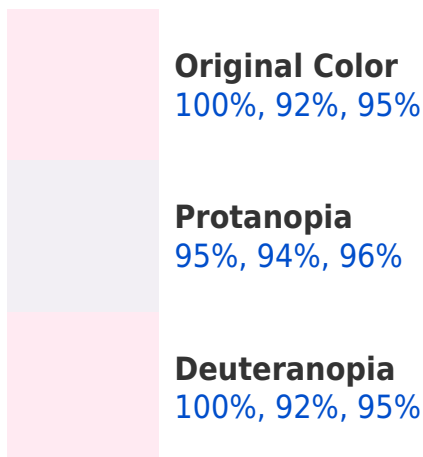 Original Color
100%, 92%, 95%
Protanopia
95%, 94%, 96%
Deuteranopia
100%, 92%, 95%